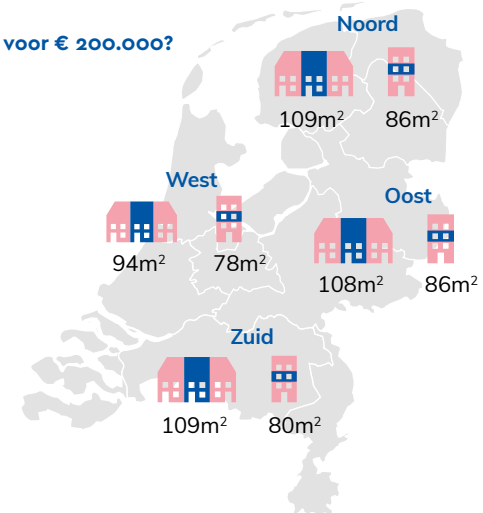 voor € 200.000?
Noord
109m² 86m²
West
94m² 78m²
Oost
108m² 86m²
Zuid
109m² 80m²